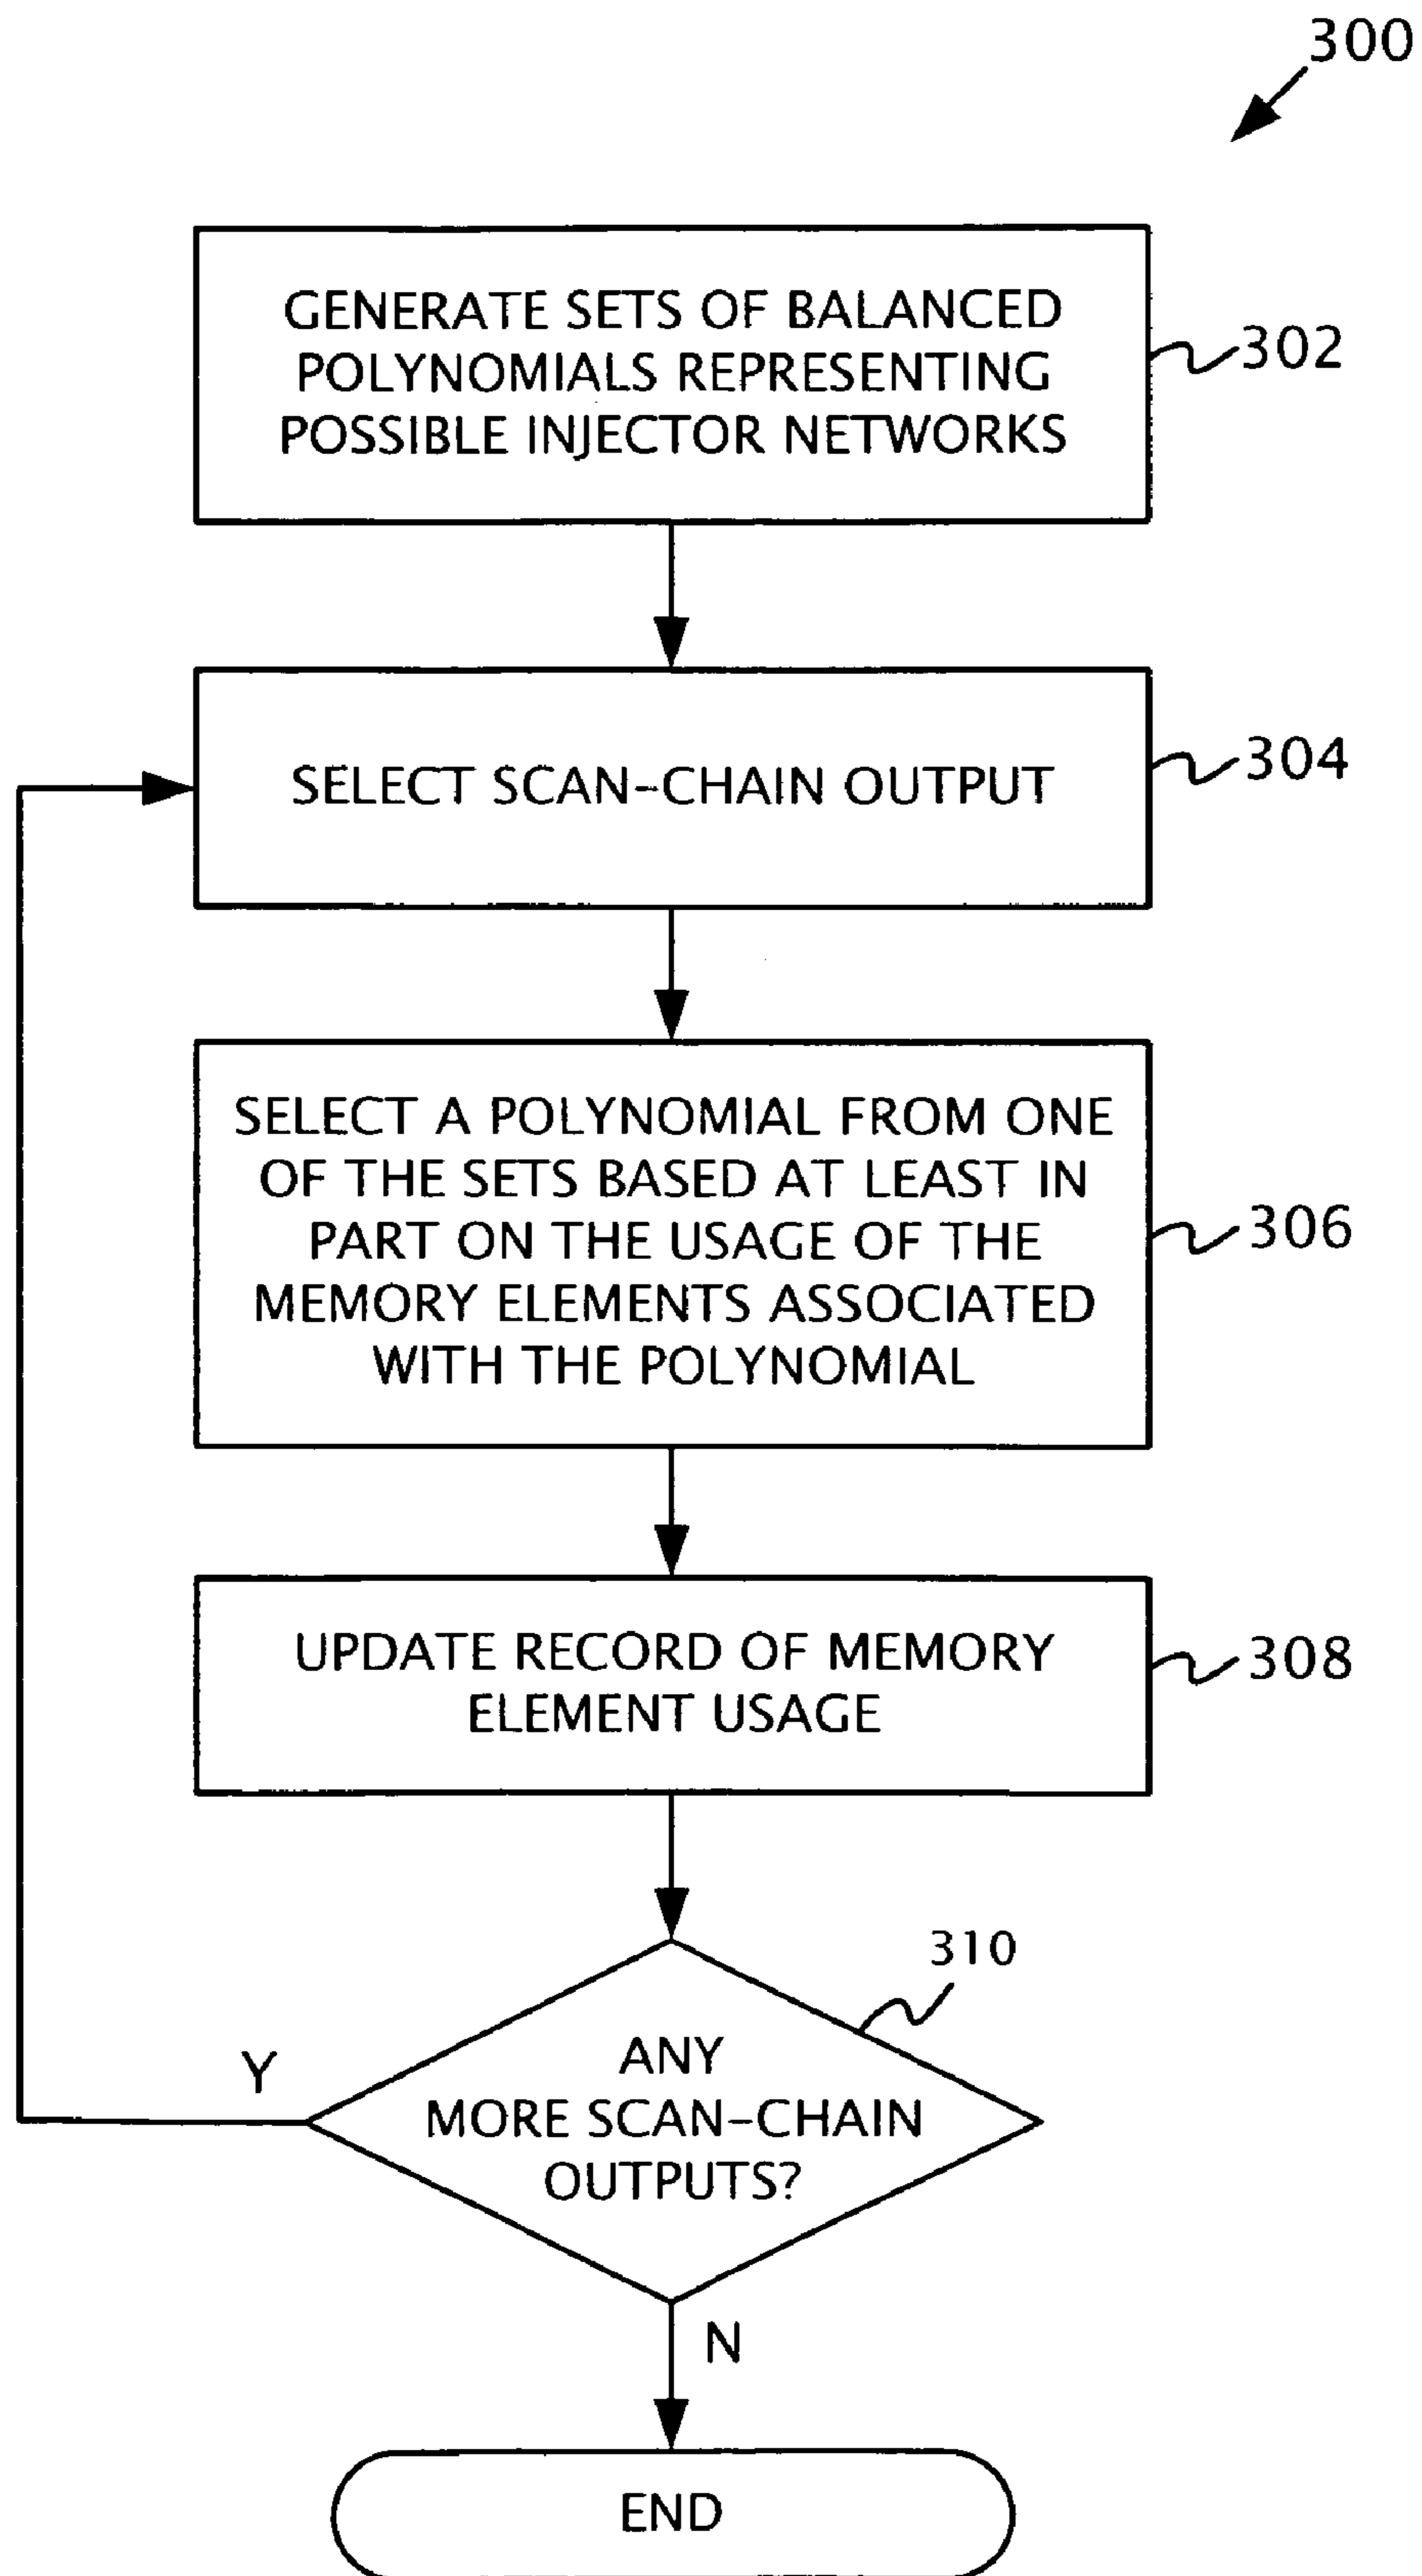 300
GENERATE SETS OF BALANCED
POLYNOMIALS REPRESENTING
POSSIBLE INJECTOR NETWORKS
302
SELECT SCAN-CHAIN OUTPUT
304
SELECT A POLYNOMIAL FROM ONE
OF THE SETS BASED AT LEAST IN
PART ON THE USAGE OF THE
MEMORY ELEMENTS ASSOCIATED
WITH THE POLYNOMIAL
306
UPDATE RECORD OF MEMORY
ELEMENT USAGE
308
310
ANY
MORE SCAN-CHAIN
OUTPUTS?
Y
N
END